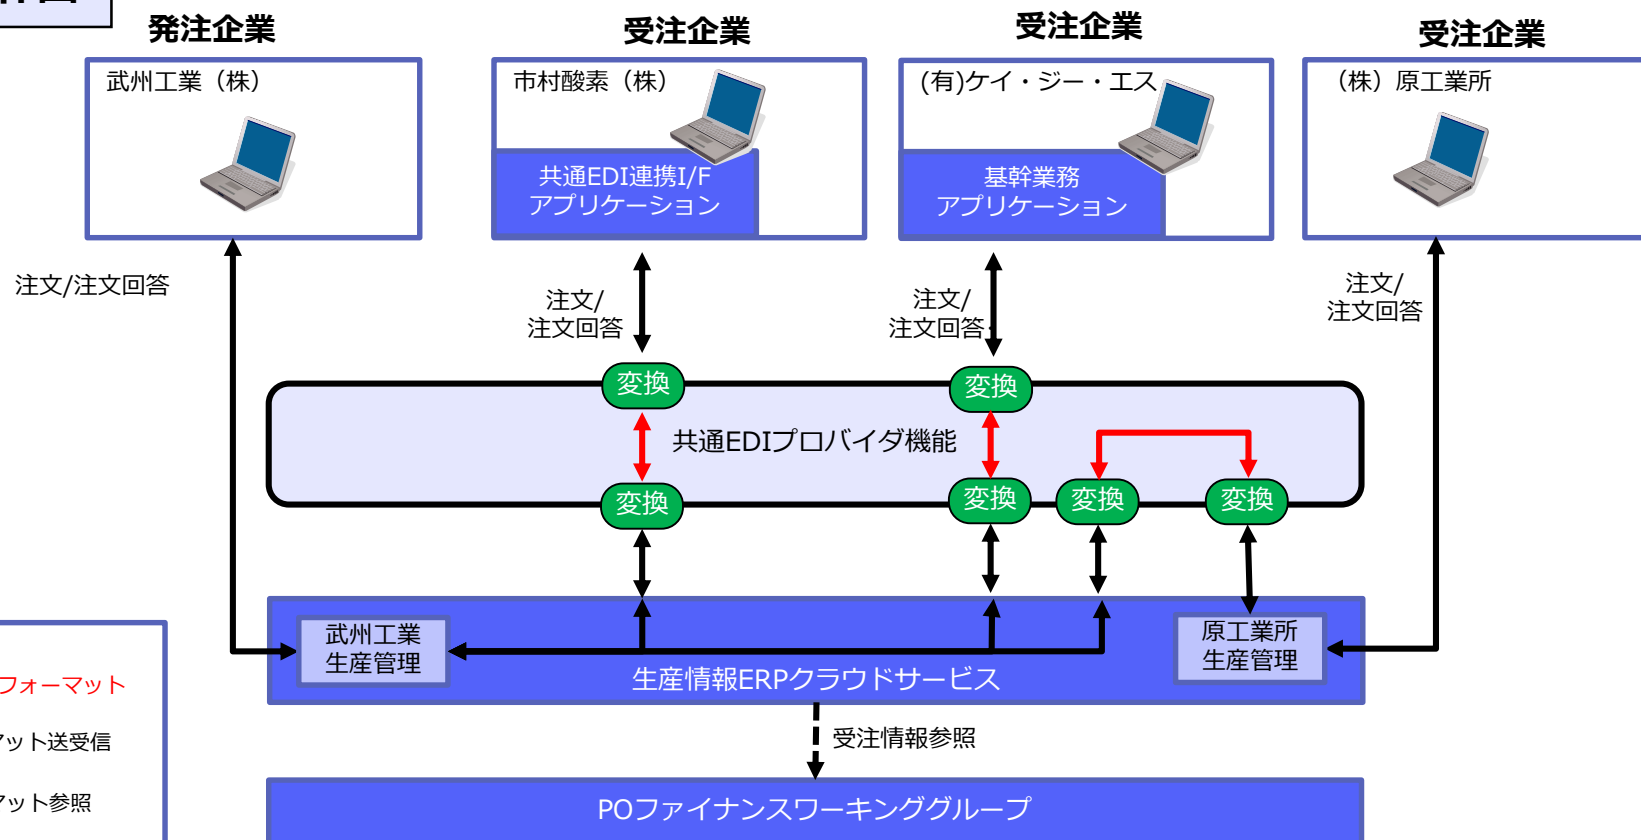 発注企業
受注企業
受注企業
受注企業
武州工業（株）
市村酸素（株）
(有)ケイ・ジー・エス
（株）原工業所
共通EDI連携I/F
アプリケーション
基幹業務
アプリケーション
注文/注文回答
注文/
注文回答
注文/
注文回答
注文/
注文回答
変換
変換
共通EDIプロバイダ機能
変換
変換
変換
変換
武州工業
生産管理
原工業所
生産管理
生産情報ERPクラウドサービス
フォーマット
マット送受信
マット参照
受注情報参照
POファイナンスワーキンググループ